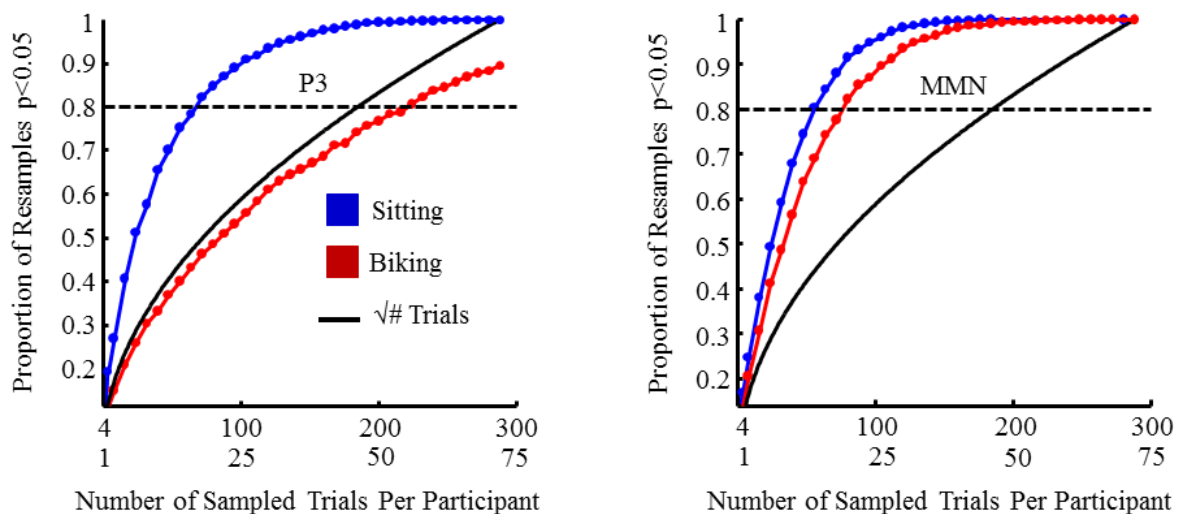 Proportion of Resamples p<0.05
1
0.9
0.8
0.7
0.6
0.5
0.4
0.3
0.2
P3
Sitting
Biking
√# Trials
4 100 200 300
1 25 50 75
Number of Sampled Trials Per Participant
Proportion of Resamples p<0.05
1
0.9
0.8
0.7
0.6
0.5
0.4
0.3
0.2
MMN
4 100 200 300
1 25 50 75
Number of Sampled Trials Per Participant